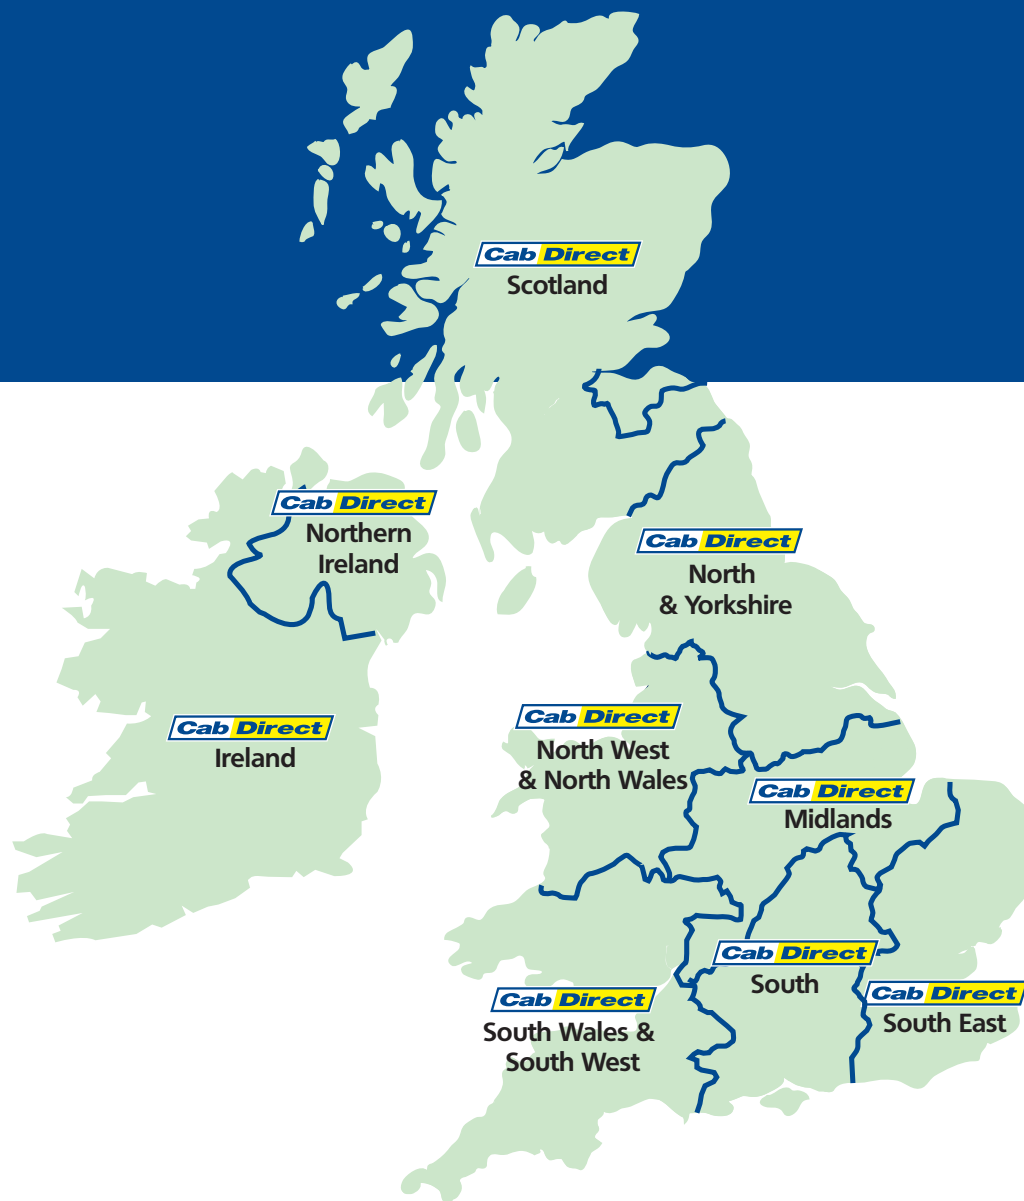 Cab Direct
Scotland
Cab Direct
Northern
Ireland
Cab Direct
North
& Yorkshire
Cab Direct
North West
& North Wales
Cab Direct
Ireland
Cab Direct
Midlands
Cab Direct
South
Cab Direct
South East
Cab Direct
South Wales &
South West